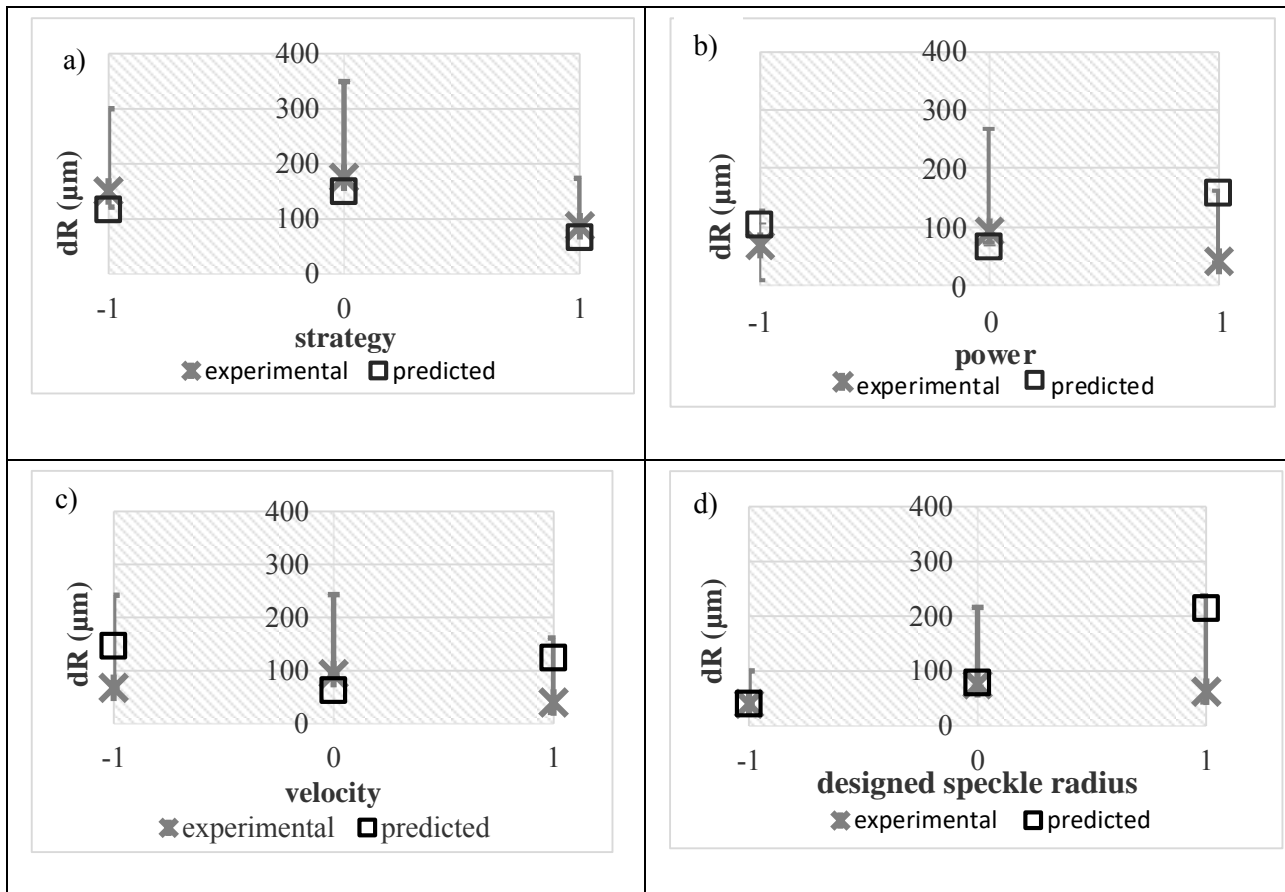 a)
400
300
200
100
0
dR (µm)
-1
0
1
strategy
experimental
predicted
b)
400
300
200
100
0
dR (µm)
-1
0
1
power
experimental
predicted
c)
400
300
200
100
0
dR (µm)
-1
0
1
velocity
experimental
predicted
d)
400
300
200
100
0
dR (µm)
-1
0
1
designed speckle radius
experimental
predicted